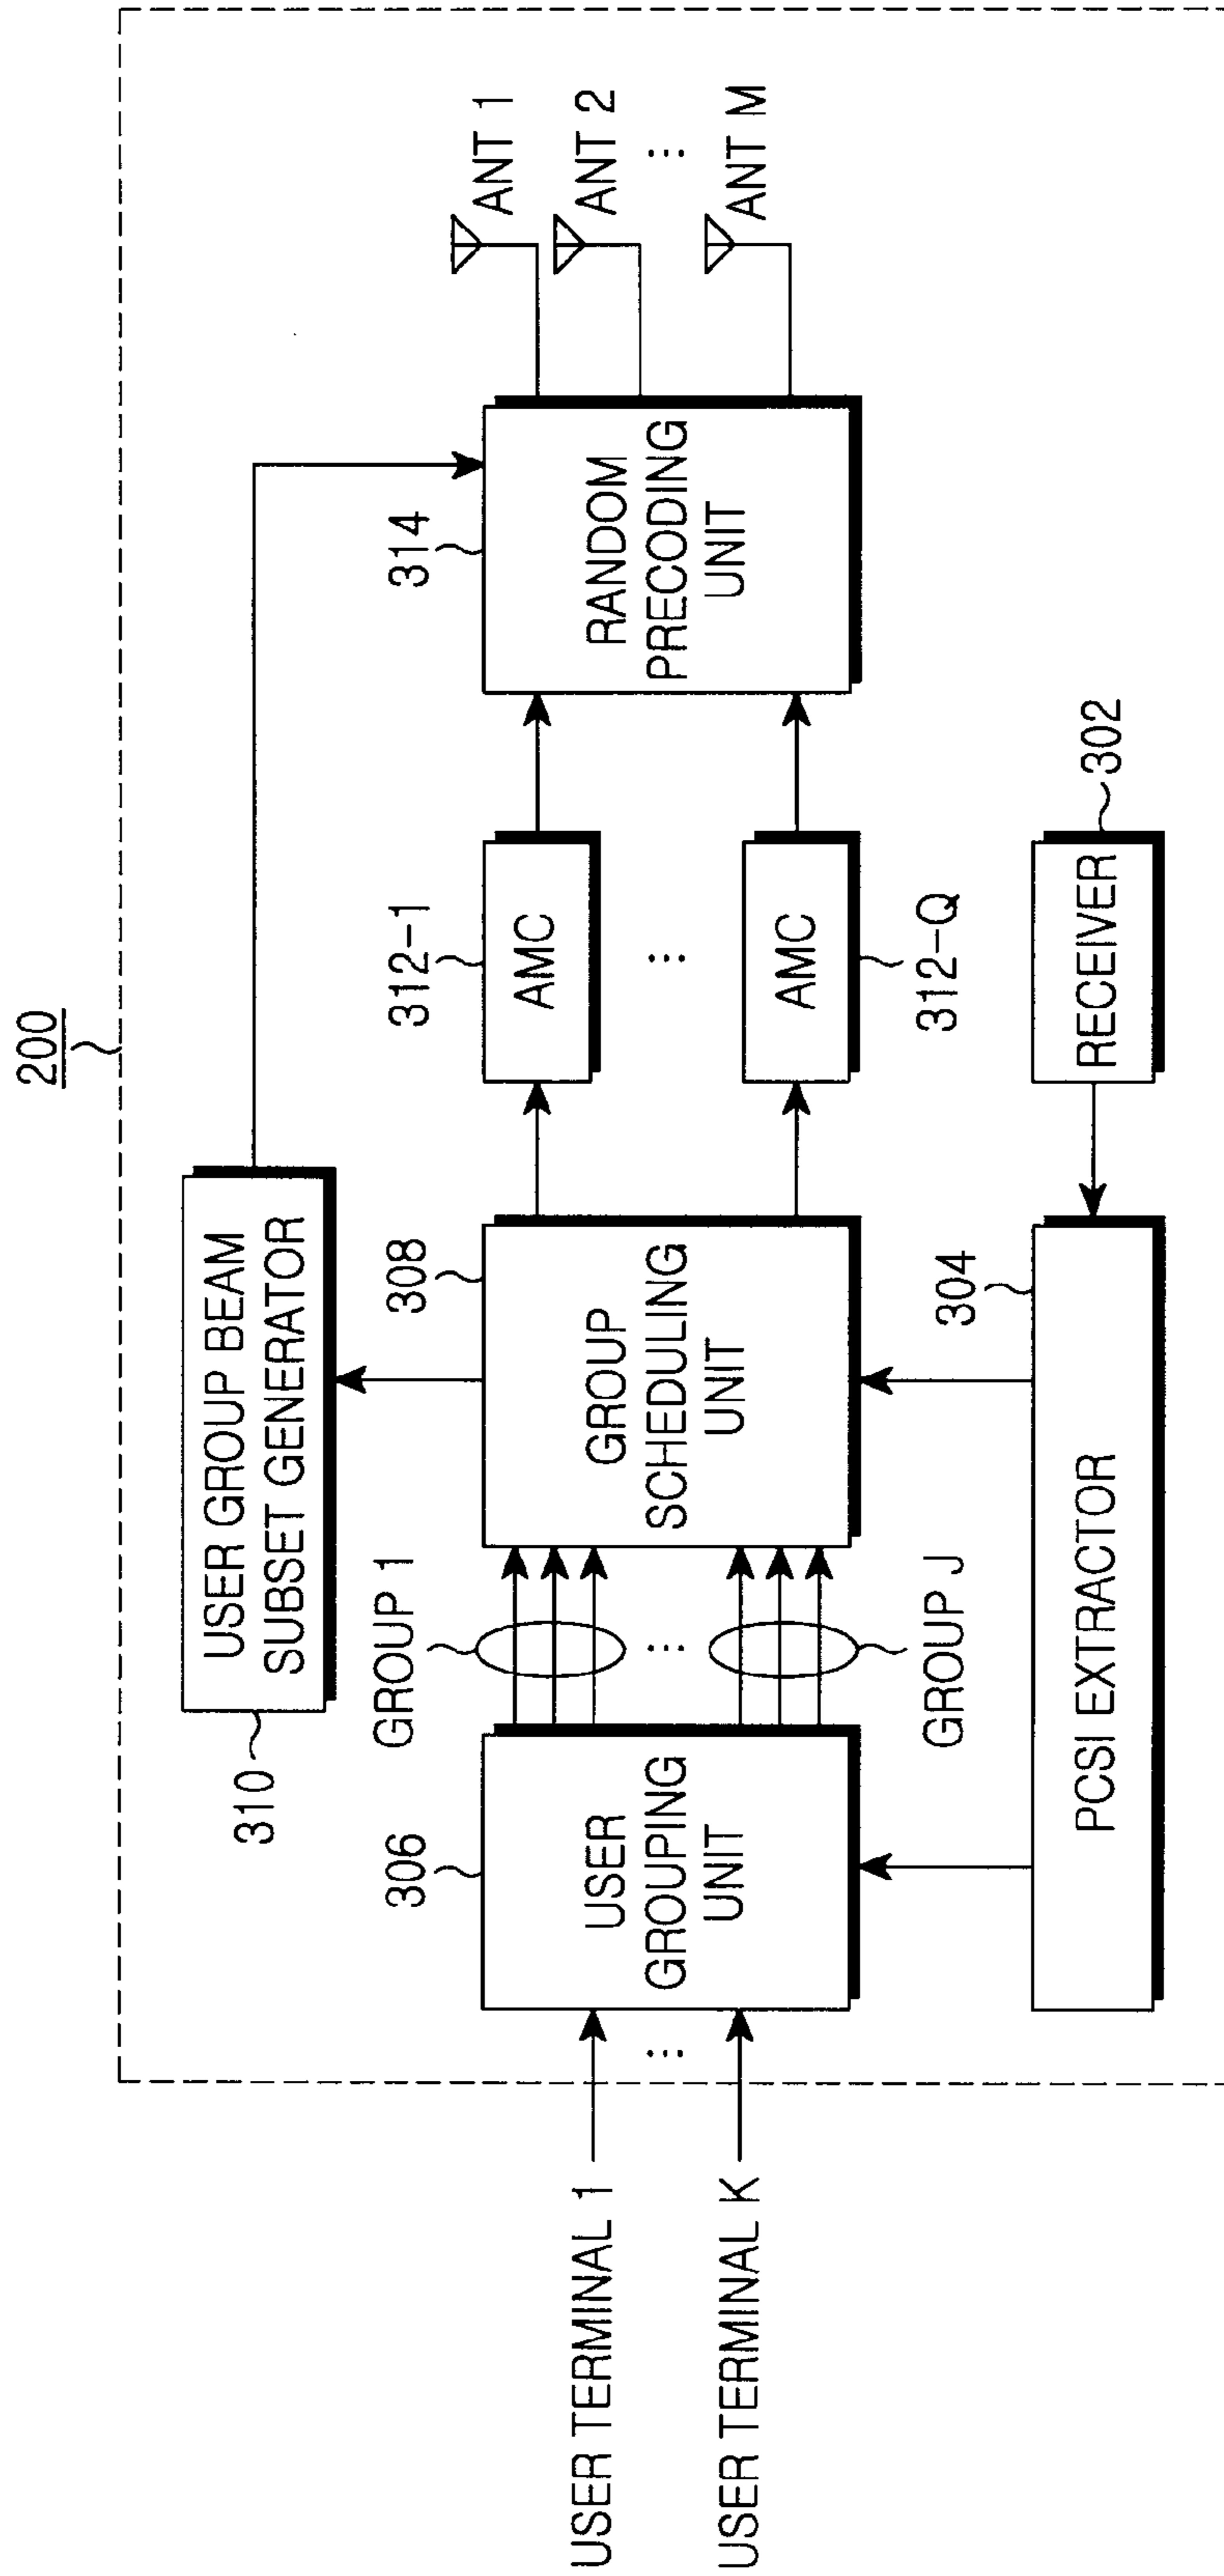 200
310
USER GROUP BEAM
SUBSET GENERATOR
USER TERMINAL 1
⋮
USER TERMINAL K
306
USER
GROUPING
UNIT
GROUP 1
⋮
GROUP J
308
GROUP
SCHEDULING
UNIT
312-1
AMC
⋮
AMC
312-Q
314
RANDOM
PRECODING
UNIT
ANT 1
ANT 2
⋮
ANT M
304
PCSI EXTRACTOR
RECEIVER
302